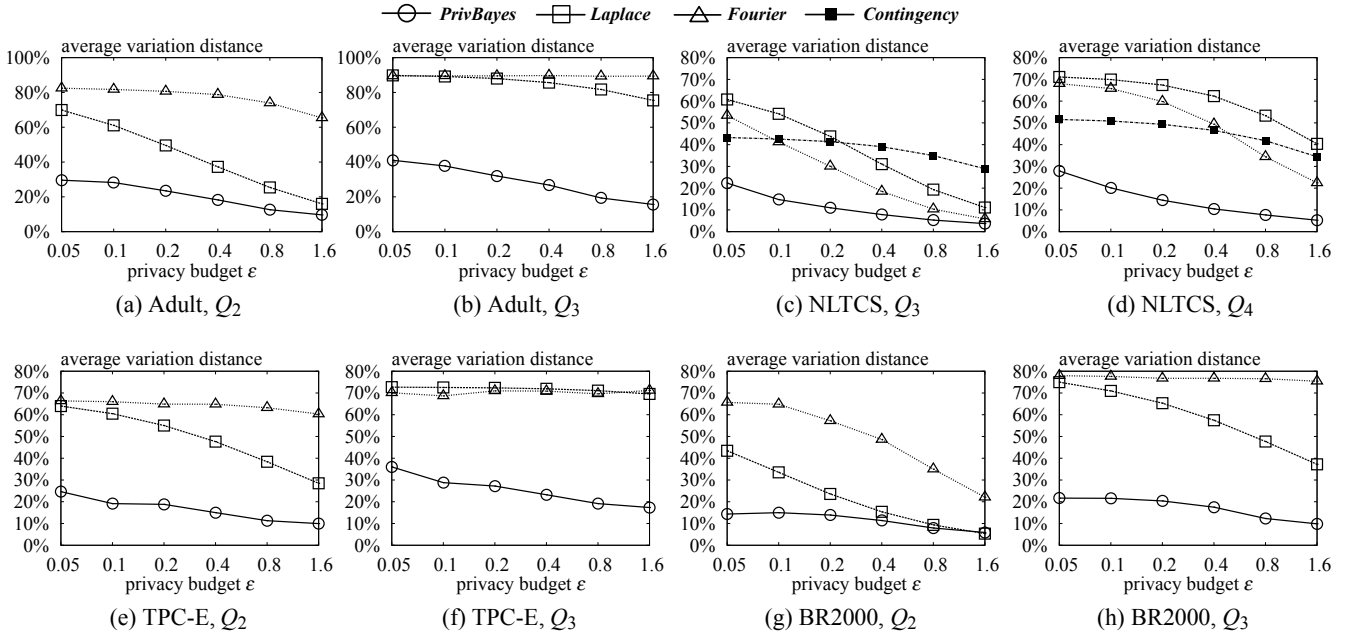 PrivBayes Laplace Fourier Contingency
average variation distance
100%
80%
60%
40%
20%
0%
0.05 0.1 0.2 0.4 0.8 1.6
privacy budget ε
(a) Adult, Q2
average variation distance
100%
80%
60%
40%
20%
0%
0.05 0.1 0.2 0.4 0.8 1.6
privacy budget ε
(b) Adult, Q3
average variation distance
80%
70%
60%
50%
40%
30%
20%
10%
0%
0.05 0.1 0.2 0.4 0.8 1.6
privacy budget ε
(c) NLTCS, Q3
average variation distance
80%
70%
60%
50%
40%
30%
20%
10%
0%
0.05 0.1 0.2 0.4 0.8 1.6
privacy budget ε
(d) NLTCS, Q4
average variation distance
80%
70%
60%
50%
40%
30%
20%
10%
0%
0.05 0.1 0.2 0.4 0.8 1.6
privacy budget ε
(e) TPC-E, Q2
average variation distance
80%
70%
60%
50%
40%
30%
20%
10%
0%
0.05 0.1 0.2 0.4 0.8 1.6
privacy budget ε
(f) TPC-E, Q3
average variation distance
80%
70%
60%
50%
40%
30%
20%
10%
0%
0.05 0.1 0.2 0.4 0.8 1.6
privacy budget ε
(g) BR2000, Q2
average variation distance
80%
70%
60%
50%
40%
30%
20%
10%
0%
0.05 0.1 0.2 0.4 0.8 1.6
privacy budget ε
(h) BR2000, Q3